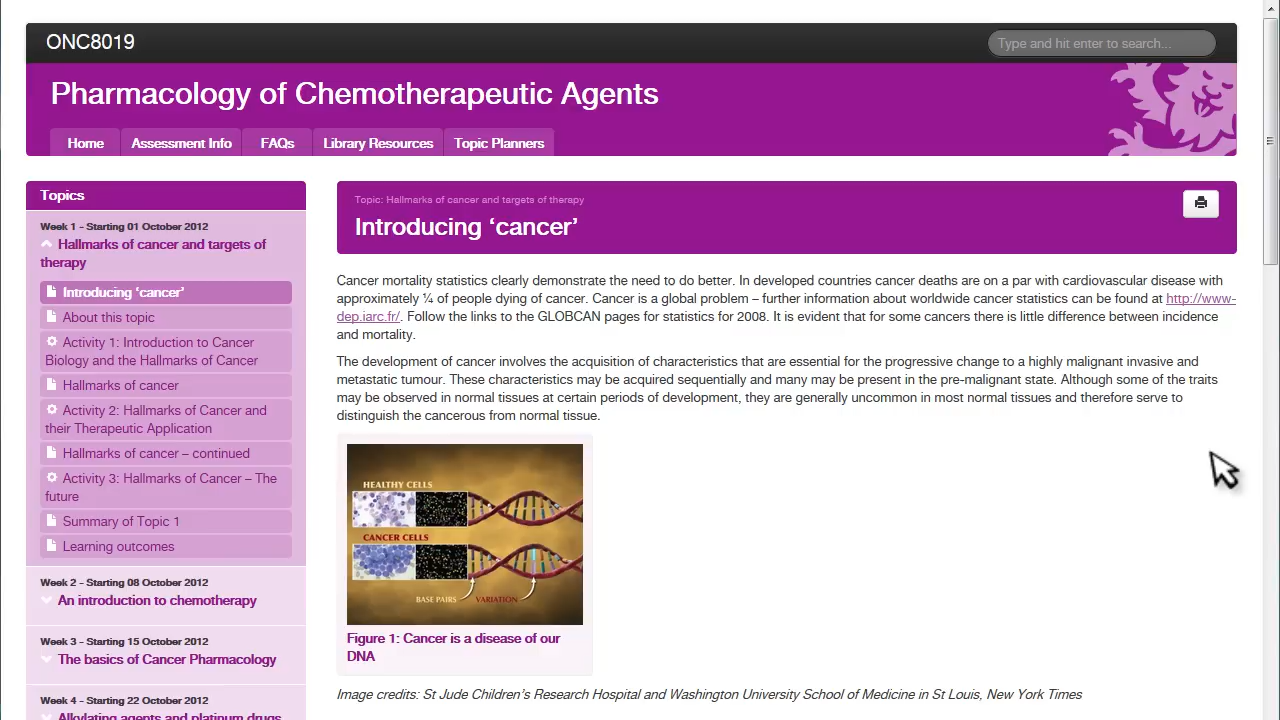 ONC8019
Type and hit enter to search...
Pharmacology of Chemotherapeutic Agents
Home Assessment Info FAQs Library Resources Topic Planners
Topics
Week 1 - Starting 01 October 2012
Hallmarks of cancer and targets of
therapy
Introducing ‘cancer’
About this topic
Activity 1: Introduction to Cancer
Biology and the Hallmarks of Cancer
Hallmarks of cancer
Activity 2: Hallmarks of Cancer and
their Therapeutic Application
Hallmarks of cancer – continued
Activity 3: Hallmarks of Cancer – The
future
Summary of Topic 1
Learning outcomes
Week 2 - Starting 08 October 2012
An introduction to chemotherapy
Week 3 - Starting 15 October 2012
The basics of Cancer Pharmacology
Week 4 - Starting 22 October 2012
Alkylating agents and platinum drugs
Topic: Hallmarks of cancer and targets of therapy
Introducing ‘cancer’
Cancer mortality statistics clearly demonstrate the need to do better. In developed countries cancer deaths are on a par with cardiovascular disease with
approximately ¼ of people dying of cancer. Cancer is a global problem – further information about worldwide cancer statistics can be found at http://www-
dep.iarc.fr/. Follow the links to the GLOBCAN pages for statistics for 2008. It is evident that for some cancers there is little difference between incidence
and mortality.
The development of cancer involves the acquisition of characteristics that are essential for the progressive change to a highly malignant invasive and
metastatic tumour. These characteristics may be acquired sequentially and many may be present in the pre-malignant state. Although some of the traits
may be observed in normal tissues at certain periods of development, they are generally uncommon in most normal tissues and therefore serve to
distinguish the cancerous from normal tissue.
HEALTHY CELLS
CANCER CELLS
BASE PAIRS VARIATION
Figure 1: Cancer is a disease of our
DNA
Image credits: St Jude Children’s Research Hospital and Washington University School of Medicine in St Louis, New York Times